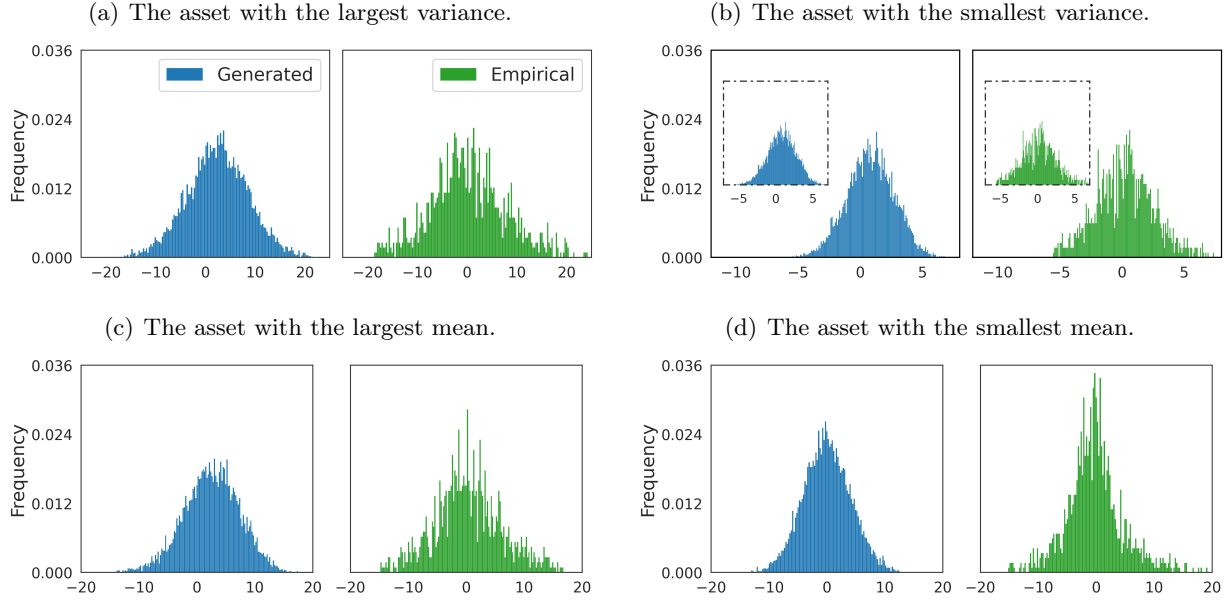 (a) The asset with the largest variance.
(b) The asset with the smallest variance.
0.036
0.024
0.012
0.000
Frequency
Generated
−20 −10 0 10 20
Empirical
−20 −10 0 10 20
−5 0 5
−10 −5 0 5
−5 0 5
−10 −5 0 5
0.036
0.024
0.012
0.000
Frequency
(c) The asset with the largest mean.
(d) The asset with the smallest mean.
0.036
0.024
0.012
0.000
Frequency
−20 −10 0 10 20
−20 −10 0 10 20
0.036
0.024
0.012
0.000
Frequency
−20 −10 0 10 20
−20 −10 0 10 20